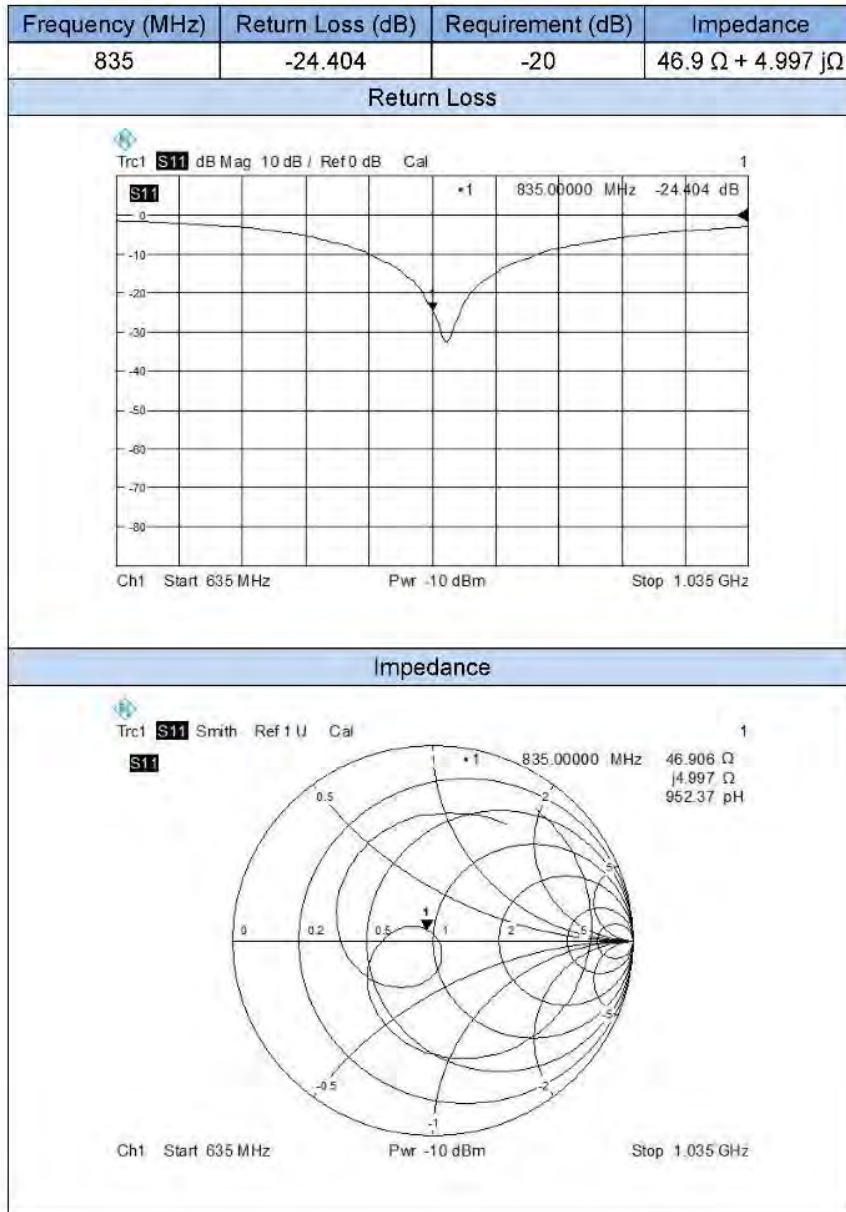 Frequency (MHz) Return Loss (dB) Requirement (dB) Impedance
835 -24.404 -20 46.9 Ω + 4.997 jΩ
Return Loss
Trc1 S11 dB Mag 10 dB / Ref 0 dB Cal 1
S11 •1 835.00000 MHz -24.404 dB
0
-10
1
-20
-30
-40
-50
-60
-70
-80
Ch1 Start 635 MHz Pwr -10 dBm Stop 1.035 GHz
Impedance
Trc1 S11 Smith Ref 1 U Cal 1
S11 •1 835.00000 MHz 46.906 Ω
j4.997 Ω
952.37 pH
1
0.5 2
5
1
0 0.2 0.5 1 2 5
-5
-0.5 -2
-1
Ch1 Start 635 MHz Pwr -10 dBm Stop 1.035 GHz